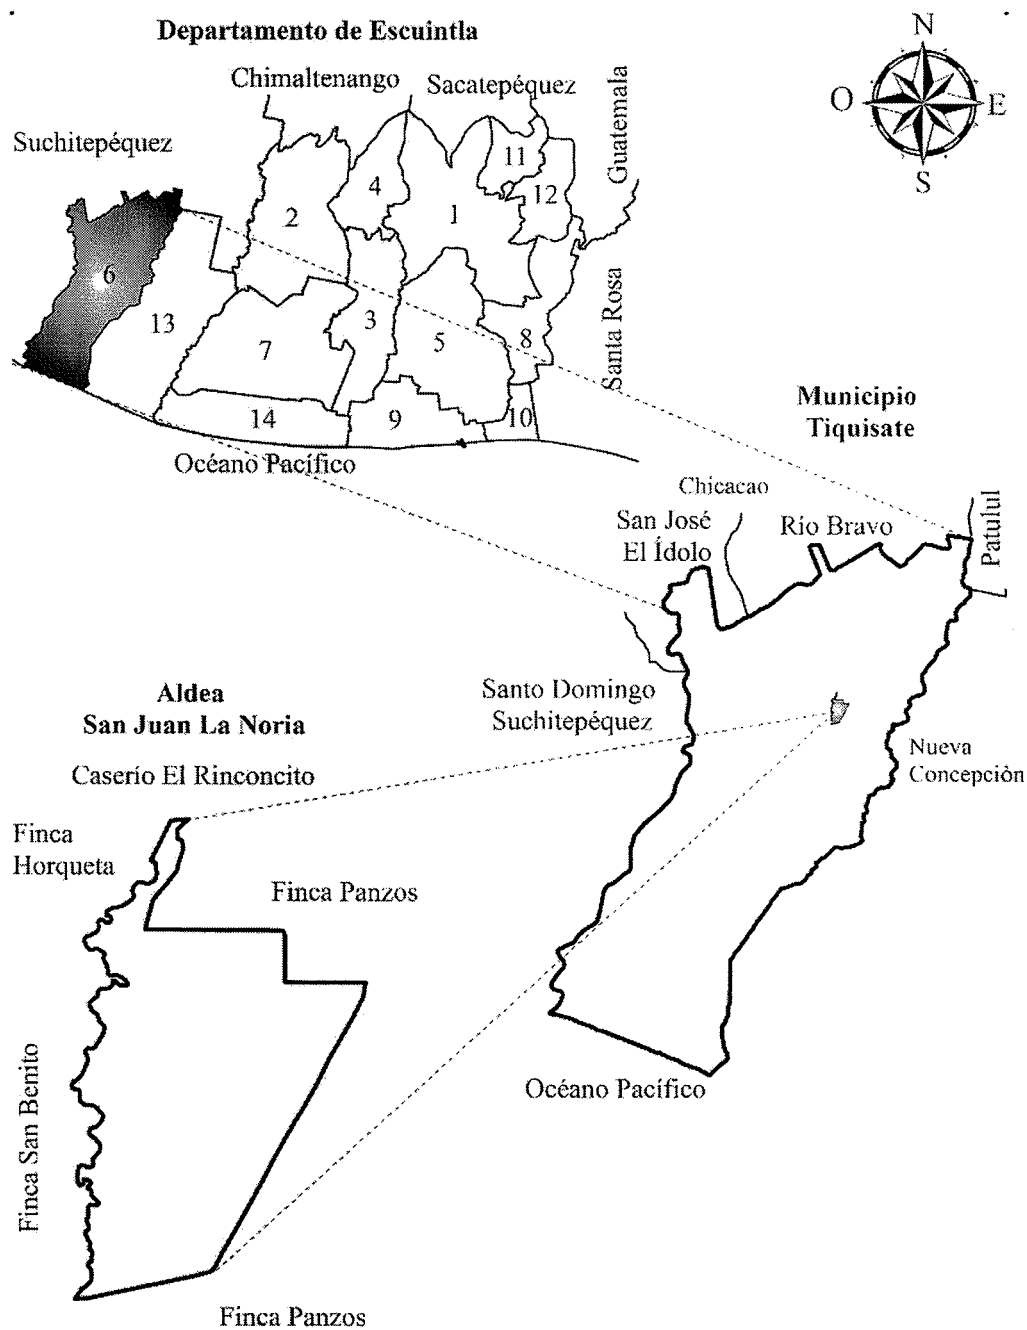 Departamento de Escuintla
N
O
E
S
Chimaltenango
Sacatepéquez
Guatemala
Suchitepéquez
11
12
4
2
1
6
13
3
7
5
8
Santa Rosa
14
9
10
Océano Pacífico
Municipio
Tiquisate
Chicacao
San José
El Ídolo
Río Bravo
Patulul
Santo Domingo
Suchitepéquez
Nueva
Concepción
Océano Pacífico
Aldea
San Juan La Noria
Caserío El Rinconcito
Finca
Horqueta
Finca Panzos
Finca San Benito
Finca Panzos